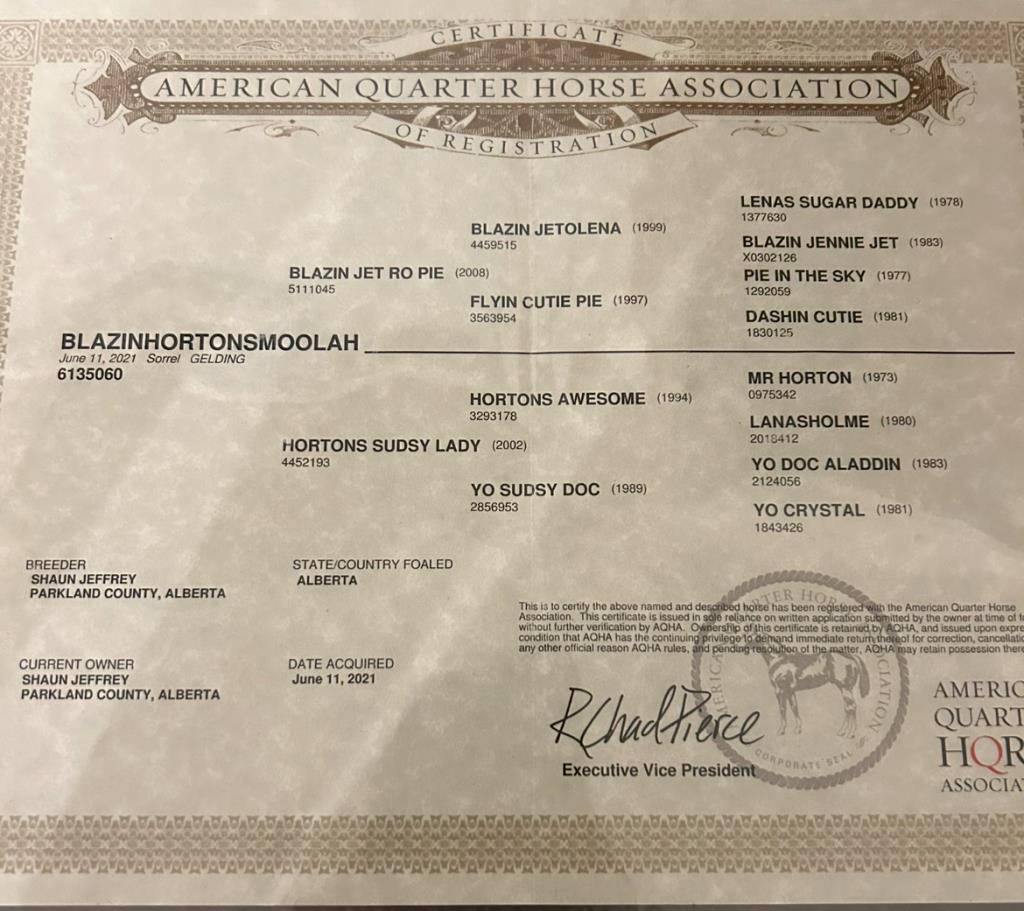 CERTIFICATE
AMERICAN QUARTER HORSE ASSOCIATION
OF REGISTRATION
LENAS SUGAR DADDY (1978)
1377630
BLAZIN JETOLENA (1999)
4459515
BLAZIN JENNIE JET (1983)
X0302126
BLAZIN JET RO PIE (2008)
5111045
PIE IN THE SKY (1977)
1292059
FLYIN CUTIE PIE (1997)
3563954
DASHIN CUTIE (1981)
1830125
BLAZINHORTONSMOOLAH
June 11, 2021 Sorrel GELDING
6135060
MR HORTON (1973)
0975342
HORTONS AWESOME (1994)
3293178
LANASHOLME (1980)
2018412
HORTONS SUDSY LADY (2002)
4452193
YO DOC ALADDIN (1983)
2124056
YO SUDSY DOC (1989)
2856953
YO CRYSTAL (1981)
1843426
BREEDER
SHAUN JEFFREY
PARKLAND COUNTY, ALBERTA
STATE/COUNTRY FOALED
ALBERTA
CURRENT OWNER
SHAUN JEFFREY
PARKLAND COUNTY, ALBERTA
DATE ACQUIRED
June 11, 2021
This is to certify the above named and described horse has been registered with the American Quarter Horse
Association. This certificate is issued in sole reliance on written application submitted by the owner at time of
without further verification by AQHA. Ownership of this certificate is retained by AQHA, and issued upon
condition that AQHA has the continuing privilege to demand immediate return thereof for correction,
any other official reason AQHA rules, and pending resolution of the matter, AQHA may retain possession
R Chad Pierce
Executive Vice President
CORPORATE SEAL
AMERIC
QUART
HQR
ASSOCIA